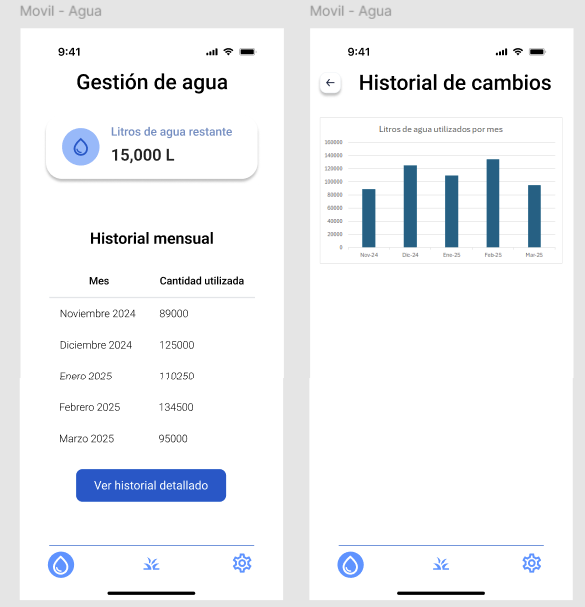 Movil - Agua
9:41
Gestión de agua
Litros de agua restante
15,000 L
Historial mensual
Mes Cantidad utilizada
Noviembre 2024 89000
Diciembre 2024 125000
Enero 2025 110250
Febrero 2025 134500
Marzo 2025 95000
Ver historial detallado
Movil - Agua
9:41
Historial de cambios
Litros de agua utilizados por mes
160000
140000
120000
100000
80000
60000
40000
20000
0
Nov-24 Dic-24 Ene-25 Feb-25 Mar-25